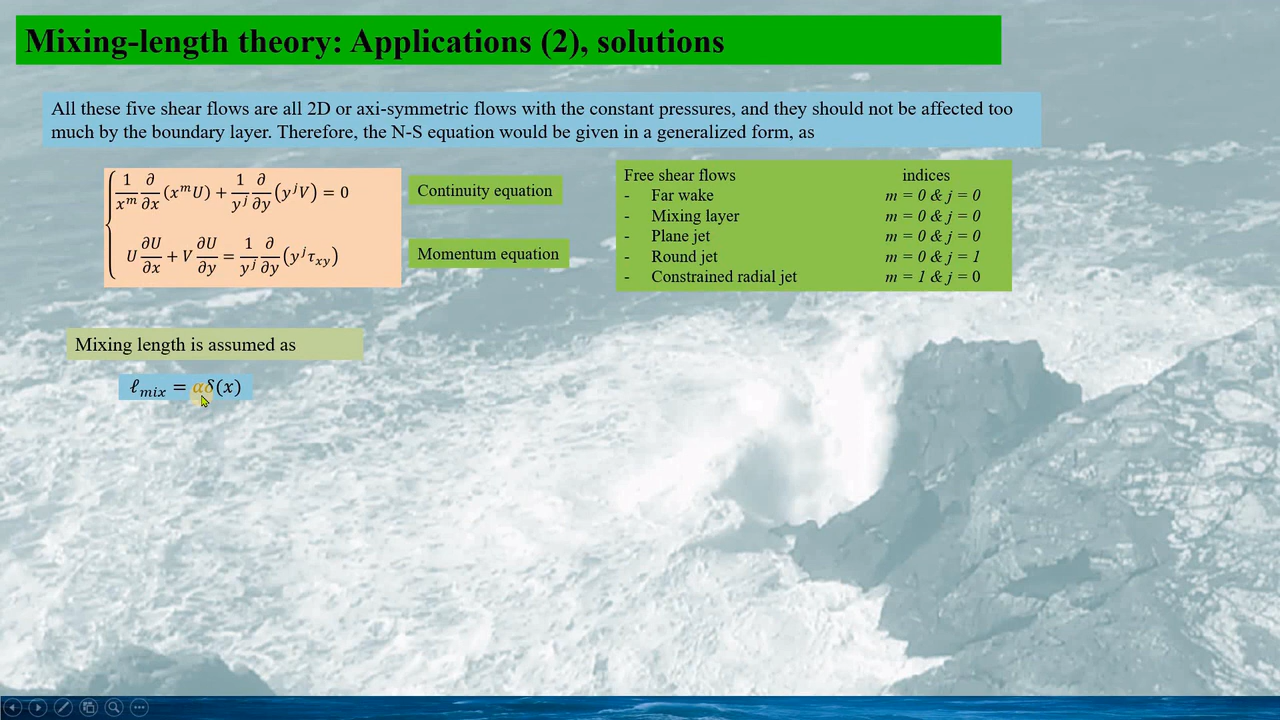 Mixing-length theory: Applications (2), solutions
All these five shear flows are all 2D or axi-symmetric flows with the constant pressures, and they should not be affected too
much by the boundary layer. Therefore, the N-S equation would be given in a generalized form, as
1/x^m ∂/∂x (x^m U) + 1/y^j ∂/∂y (y^j V) = 0
Continuity equation
U ∂U/∂x + V ∂U/∂y = 1/y^j ∂/∂y (y^j τ_xy)
Momentum equation
Free shear flows indices
- Far wake m = 0 & j = 0
- Mixing layer m = 0 & j = 0
- Plane jet m = 0 & j = 0
- Round jet m = 0 & j = 1
- Constrained radial jet m = 1 & j = 0
Mixing length is assumed as
ℓ_mix = αδ(x)